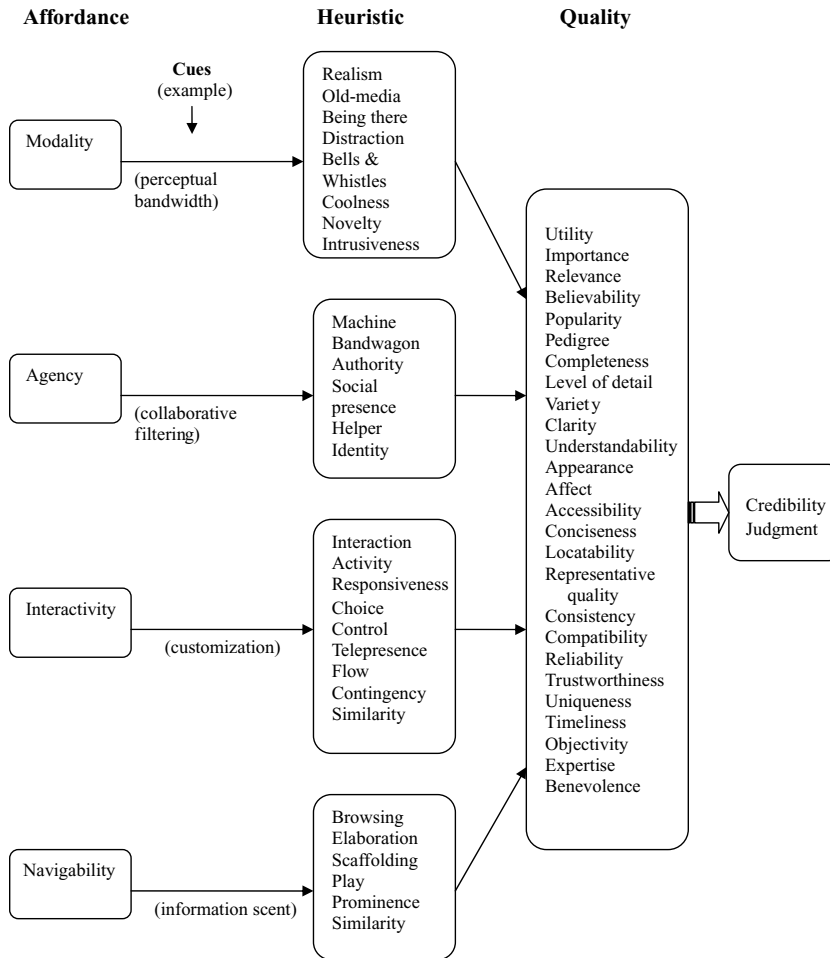 Affordance
Heuristic
Quality
Cues
(example)
Modality
(perceptual
bandwidth)
Realism
Old-media
Being there
Distraction
Bells &
Whistles
Coolness
Novelty
Intrusiveness
Agency
(collaborative
filtering)
Machine
Bandwagon
Authority
Social
presence
Helper
Identity
Interactivity
(customization)
Interaction
Activity
Responsiveness
Choice
Control
Telepresence
Flow
Contingency
Similarity
Navigability
(information scent)
Browsing
Elaboration
Scaffolding
Play
Prominence
Similarity
Utility
Importance
Relevance
Believability
Popularity
Pedigree
Completeness
Level of detail
Variety
Clarity
Understandability
Appearance
Affect
Accessibility
Conciseness
Locatability
Representative
quality
Consistency
Compatibility
Reliability
Trustworthiness
Uniqueness
Timeliness
Objectivity
Expertise
Benevolence
Credibility
Judgment